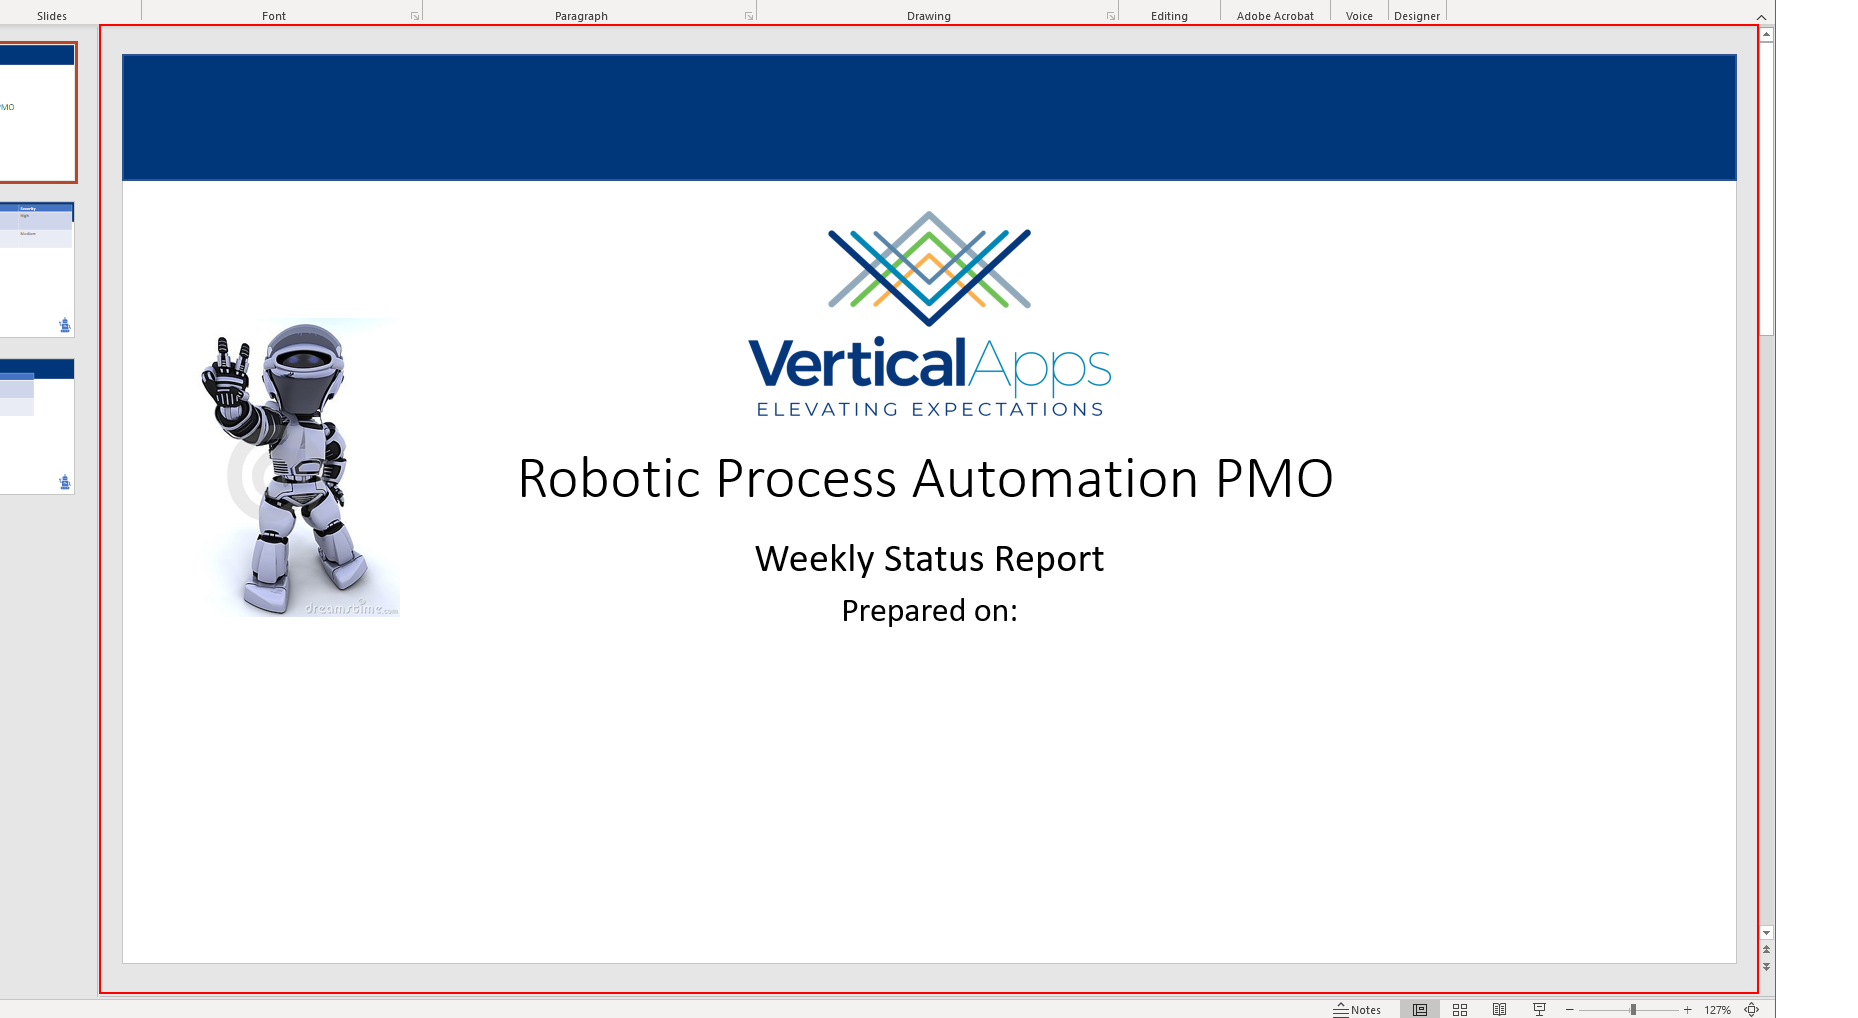 Slides
Font
Paragraph
Drawing
Editing
Adobe Acrobat
Voice
Designer
PMO
Severity
High
Medium
VerticalApps
ELEVATING EXPECTATIONS
Robotic Process Automation PMO
Weekly Status Report
Prepared on:
dreamstime.com
Notes
127%